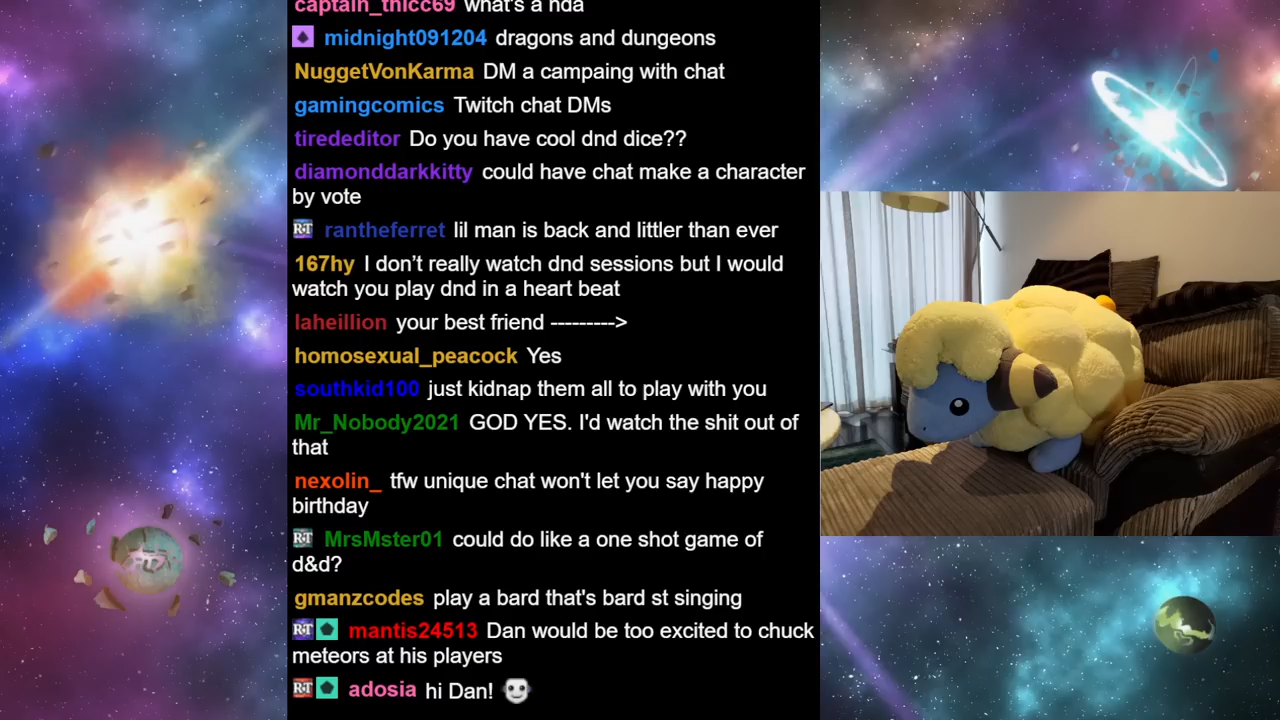 captain_thicc69 what's a nda
midnight091204 dragons and dungeons
NuggetVonKarma DM a campaing with chat
gamingcomics Twitch chat DMs
tirededitor Do you have cool dnd dice??
diamonddarkkitty could have chat make a character
by vote
RT rantheferret lil man is back and littler than ever
167hy I don’t really watch dnd sessions but I would
watch you play dnd in a heart beat
laheillion your best friend --------->
homosexual_peacock Yes
southkid100 just kidnap them all to play with you
Mr_Nobody2021 GOD YES. I'd watch the shit out of
that
nexolin_ tfw unique chat won't let you say happy
birthday
RT MrsMster01 could do like a one shot game of
d&d?
gmanzcodes play a bard that's bard st singing
RT mantis24513 Dan would be too excited to chuck
meteors at his players
RT adosia hi Dan!